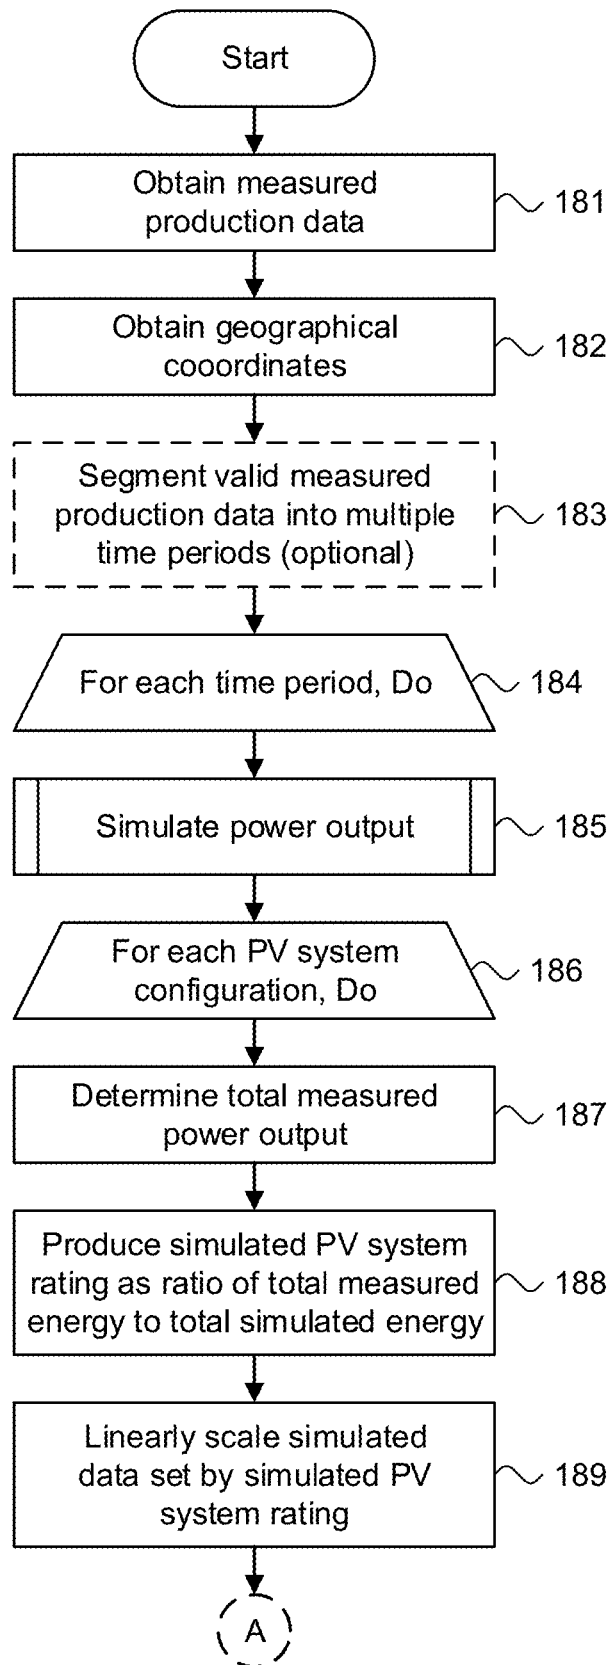 Start
Obtain measured
production data
181
Obtain geographical
cooordinates
182
Segment valid measured
production data into multiple
time periods (optional)
183
For each time period, Do
184
Simulate power output
185
For each PV system
configuration, Do
186
Determine total measured
power output
187
Produce simulated PV system
rating as ratio of total measured
energy to total simulated energy
188
Linearly scale simulated
data set by simulated PV
system rating
189
A